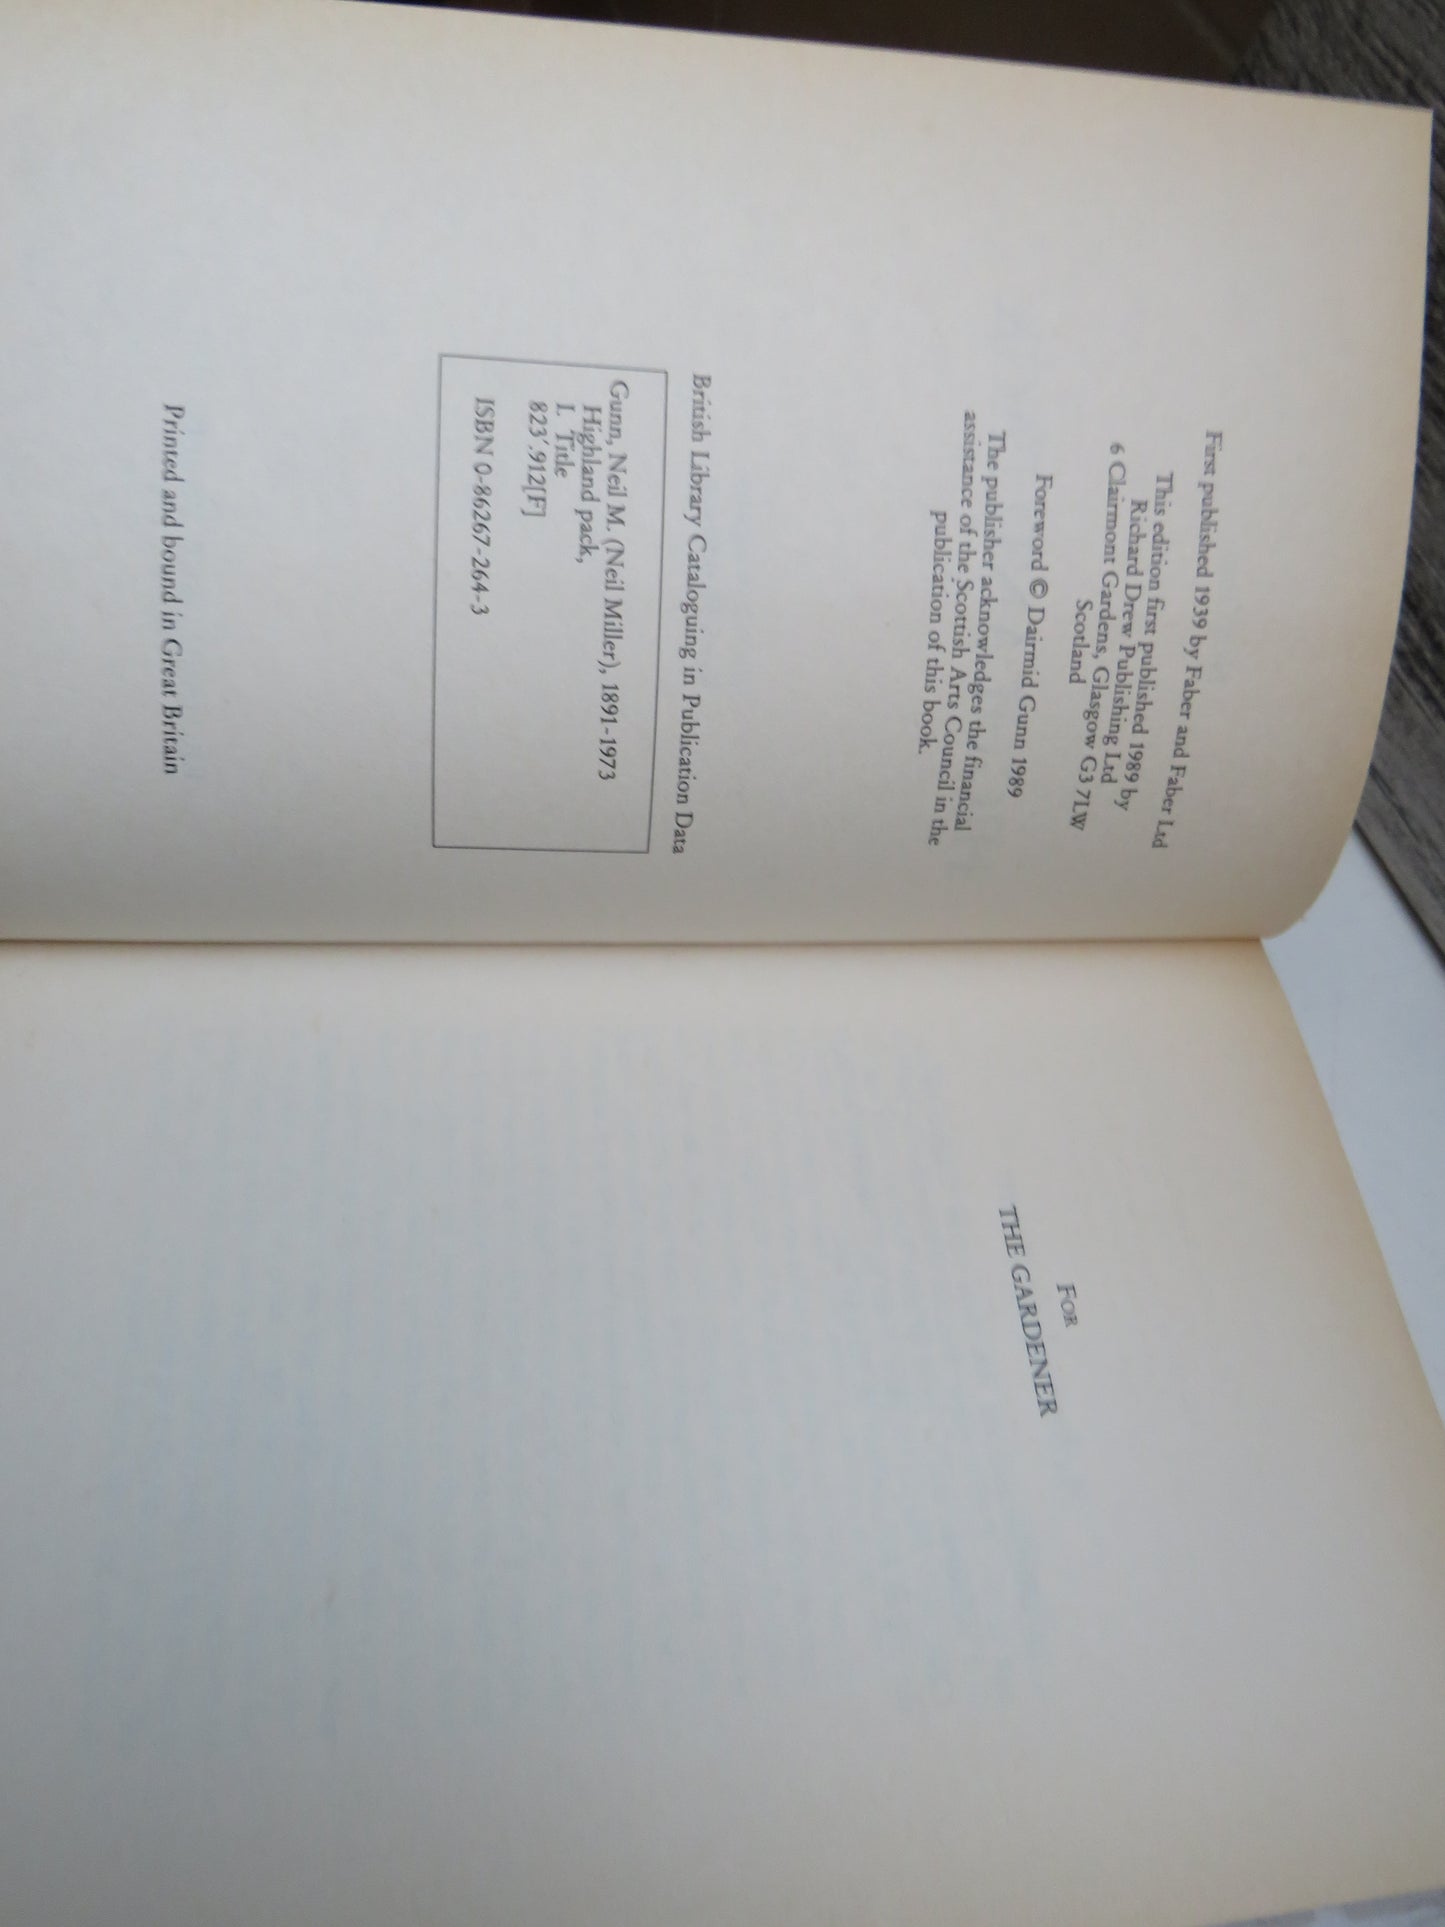 First published 1939 by Faber and Faber Ltd
This edition first published 1989 by
Richard Drew Publishing Ltd
6 Clairmont Gardens, Glasgow G3 7LW
Scotland
Foreword © Dairmid Gunn 1989
The publisher acknowledges the financial
assistance of the Scottish Arts Council in the
publication of this book.
British Library Cataloguing in Publication Data
Gunn, Neil M. (Neil Miller), 1891-1973
Highland pack,
I. Title
823'.912[F]
ISBN 0-86267-264-3
Printed and bound in Great Britain
FOR
THE GARDENER